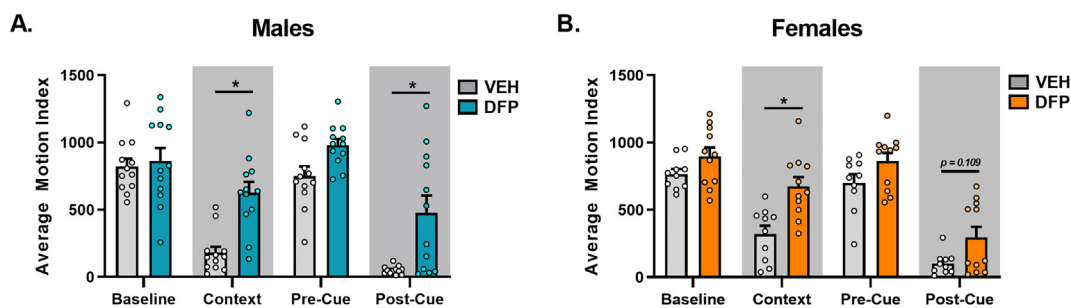 A.
Males
Average Motion Index
1500
1000
500
0
*
*
VEH
DFP
Baseline
Context
Pre-Cue
Post-Cue
B.
Females
Average Motion Index
1500
1000
500
0
*
p = 0.109
VEH
DFP
Baseline
Context
Pre-Cue
Post-Cue